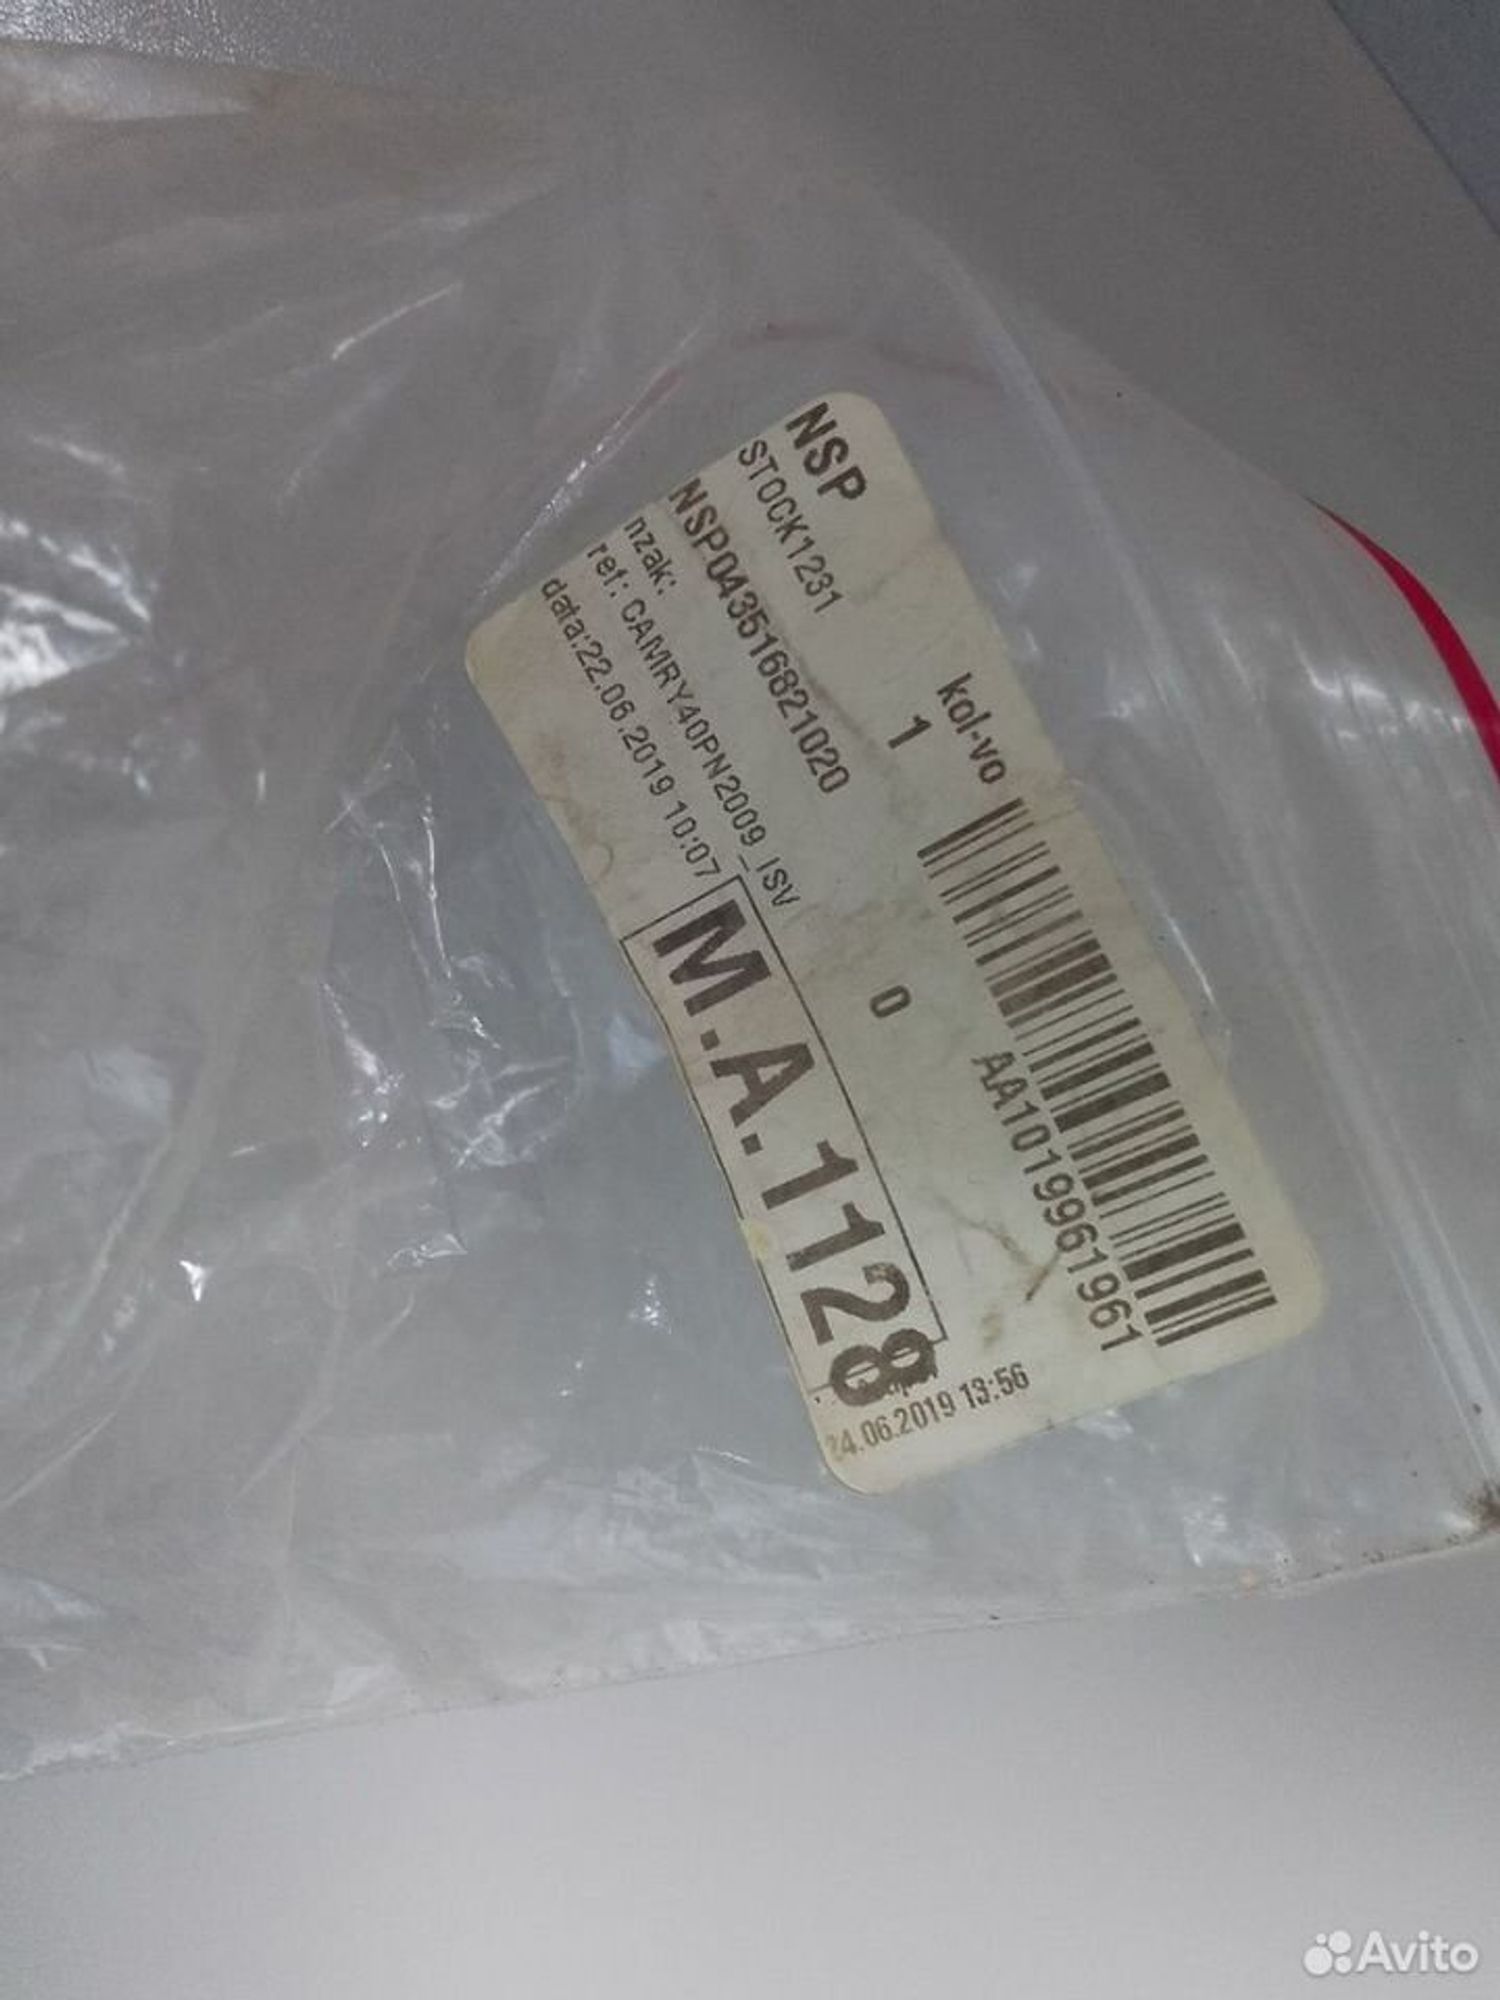 NSP
STOCK1231
kol-vo
NSP043516821020
1
nzak:
ref: CAMRY40PN2009_ISV
0
data:22.06.2019 10:07
AA1019961961
M.A.1128
24.06.2019 13:56
Avito